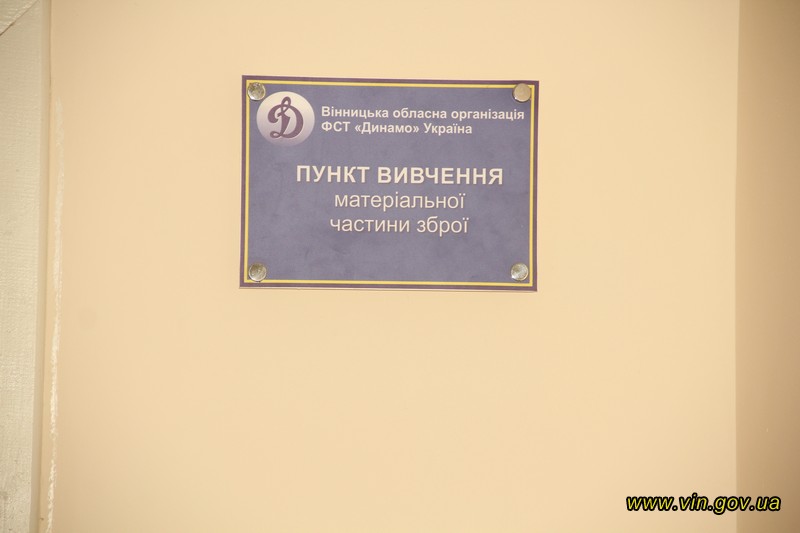 Д
Вінницька обласна організація
ФСТ «Динамо» Україна
ПУНКТ ВИВЧЕННЯ
матеріальної
частини зброї
www.vin.gov.ua